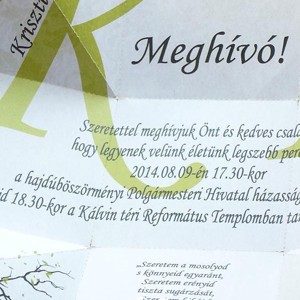 Kriszti
Meghívó!
Szeretettel meghívjuk Önt és kedves csalá
hogy legyenek velünk életünk legszebb per
2014.08.09-én 17.30-kor
a hajdúböszörményi Polgármesteri Hivatal házasság
id 18.30-kor a Kálvin téri Református Templomban ta
Szeretem a mosolyod
s könnyeid egyaránt,
Szeretem erényid
tiszta sugárzását,